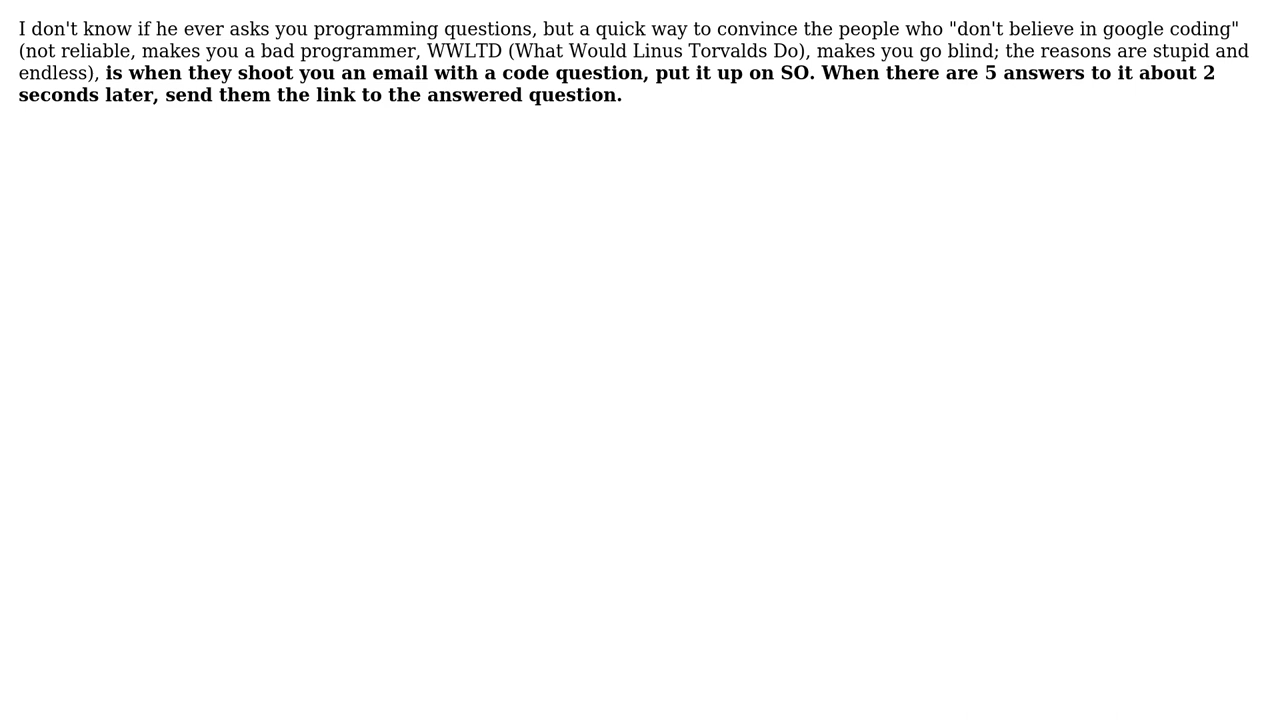 I don't know if he ever asks you programming questions, but a quick way to convince the people who "don't believe in google coding"
(not reliable, makes you a bad programmer, WWLTD (What Would Linus Torvalds Do), makes you go blind; the reasons are stupid and
endless), is when they shoot you an email with a code question, put it up on SO. When there are 5 answers to it about 2
seconds later, send them the link to the answered question.